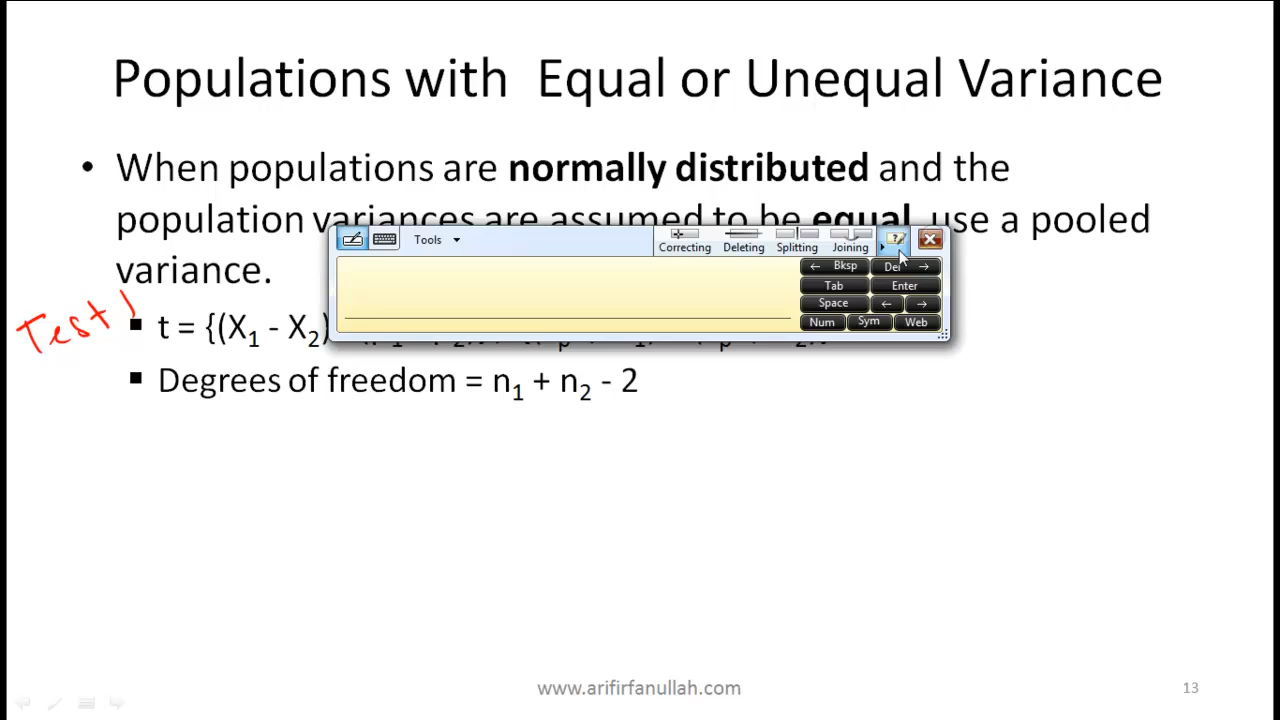 Populations with Equal or Unequal Variance
• When populations are normally distributed and the
population variances are assumed to be equal, use a pooled
variance.
Test 1
▪ t = {(X₁ - X₂)
▪ Degrees of freedom = n₁ + n₂ - 2
Tools
Correcting Deleting Splitting Joining
← Bksp Del →
Tab Enter
Space ← →
Num Sym Web
www.arifirfanullah.com
13